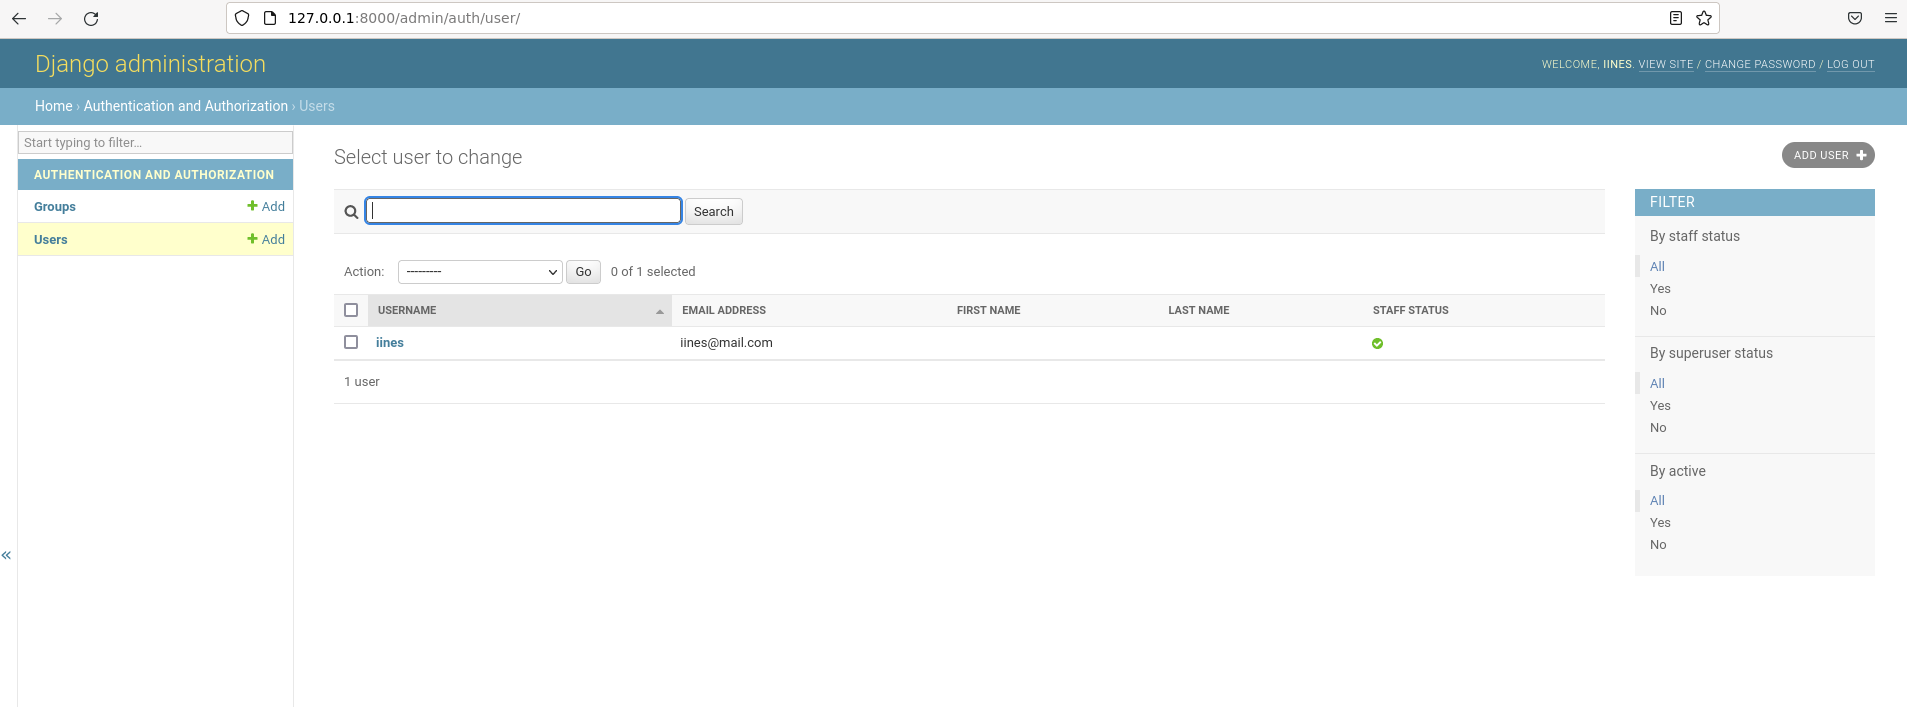 127.0.0.1:8000/admin/auth/user/
Django administration
WELCOME, IINES. VIEW SITE / CHANGE PASSWORD / LOG OUT
Home › Authentication and Authorization › Users
Start typing to filter...
AUTHENTICATION AND AUTHORIZATION
Groups + Add
Users + Add
«
Select user to change
ADD USER +
Search
Action: --------- Go 0 of 1 selected
USERNAME EMAIL ADDRESS FIRST NAME LAST NAME STAFF STATUS
iines iines@mail.com
1 user
FILTER
By staff status
All
Yes
No
By superuser status
All
Yes
No
By active
All
Yes
No